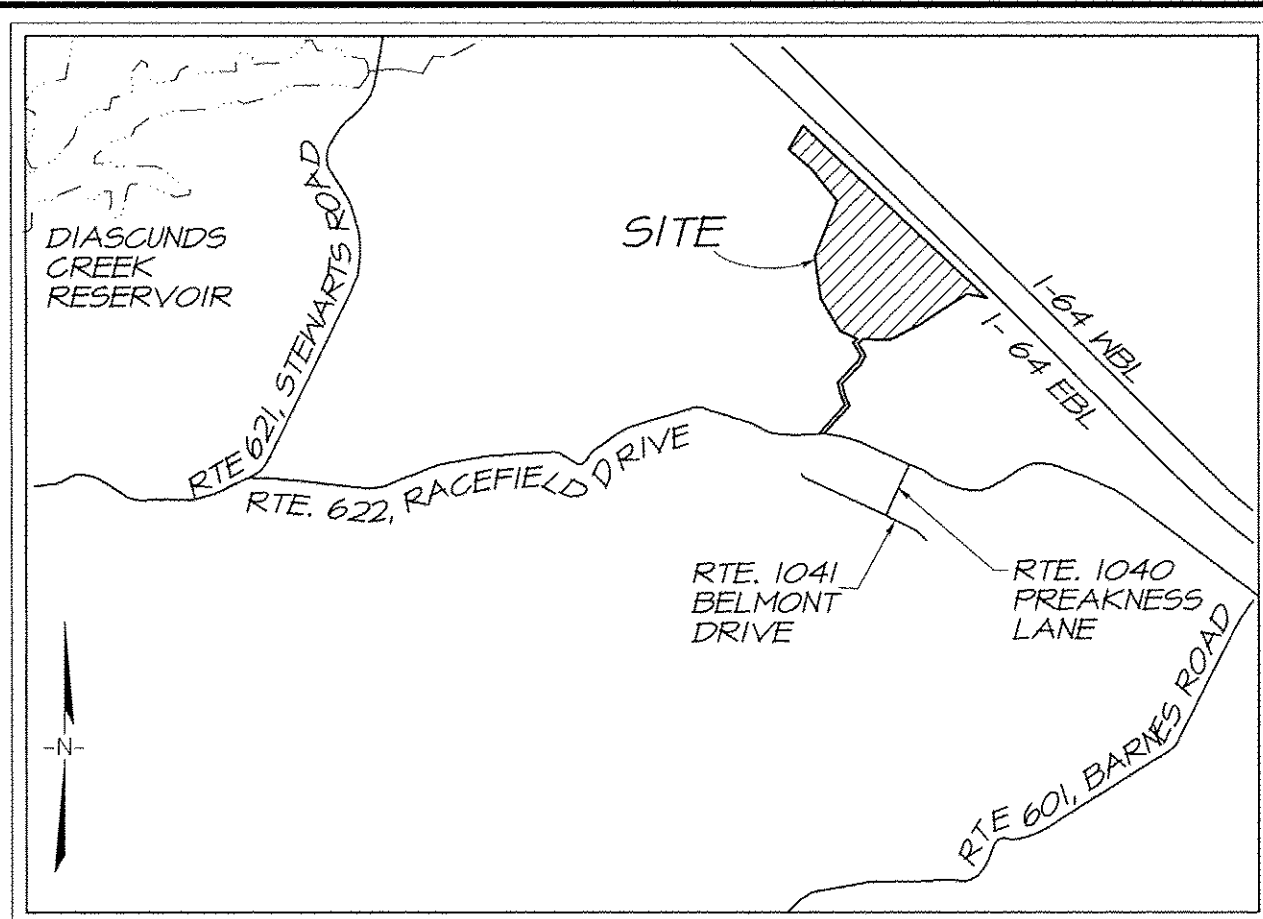 DIASCUNDS
CREEK
RESERVOIR
RTE 621, STEWARTS ROAD
SITE
I-64 WBL
I-64 EBL
RTE. 622, RACEFIELD DRIVE
RTE. 1041
BELMONT
DRIVE
RTE. 1040
PREAKNESS
LANE
RTE 601, BARNES ROAD
-N-